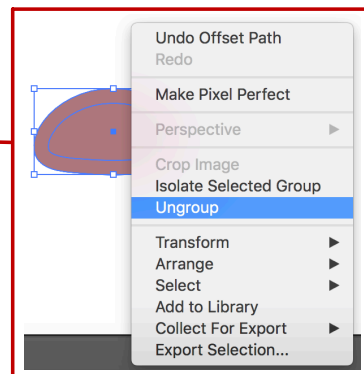 Undo Offset Path
Redo
Make Pixel Perfect
Perspective
Crop Image
Isolate Selected Group
Ungroup
Transform
Arrange
Select
Add to Library
Collect For Export
Export Selection...